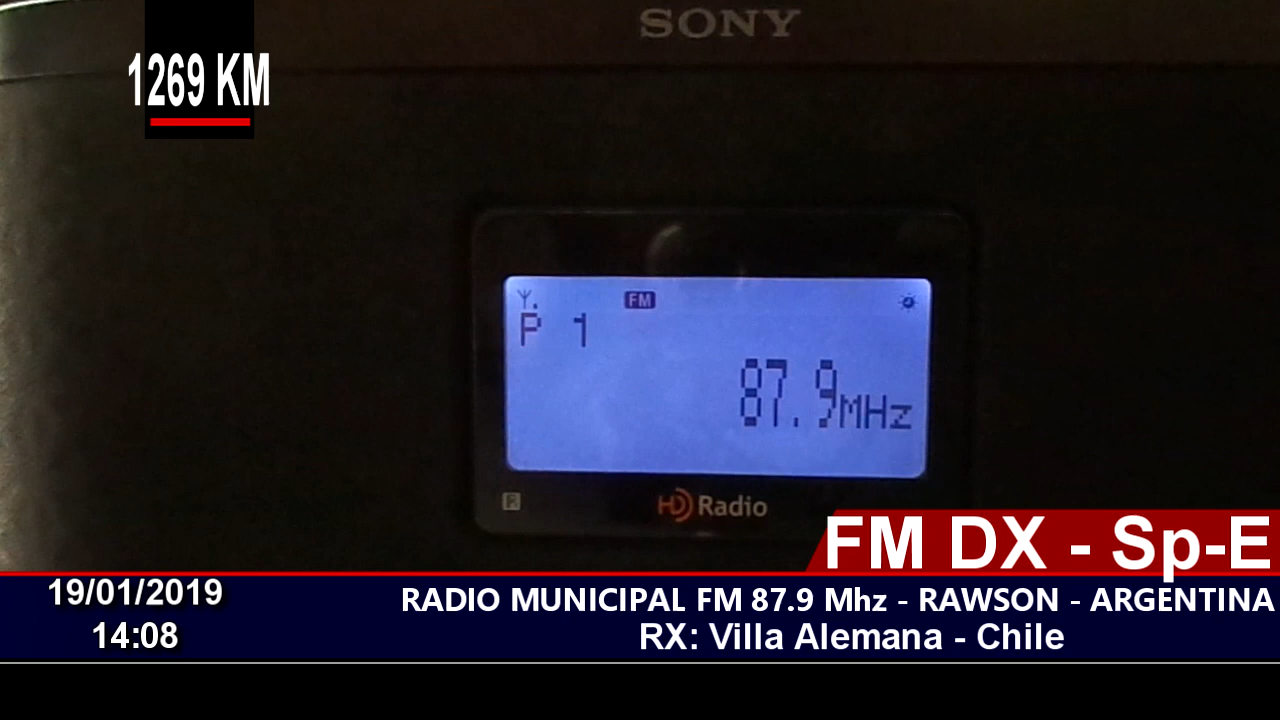 SONY
1269 KM
FM
P 1
87.9MHz
HD Radio
FM DX - Sp-E
19/01/2019
14:08
RADIO MUNICIPAL FM 87.9 Mhz - RAWSON - ARGENTINA
RX: Villa Alemana - Chile